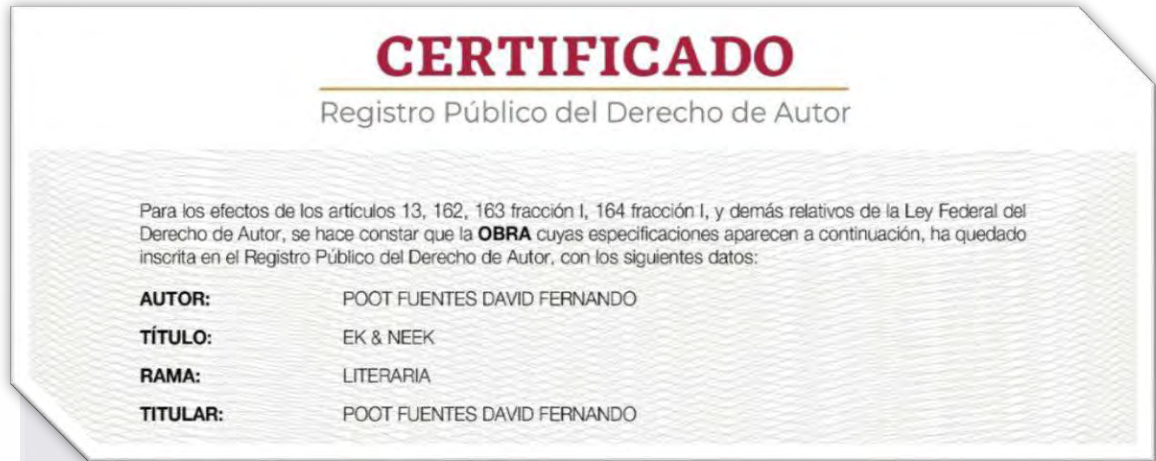 CERTIFICADO
Registro Público del Derecho de Autor
Para los efectos de los artículos 13, 162, 163 fracción I, 164 fracción I, y demás relativos de la Ley Federal del
Derecho de Autor, se hace constar que la OBRA cuyas especificaciones aparecen a continuación, ha quedado
inscrita en el Registro Público del Derecho de Autor, con los siguientes datos:
AUTOR: POOT FUENTES DAVID FERNANDO
TÍTULO: EK & NEEK
RAMA: LITERARIA
TITULAR: POOT FUENTES DAVID FERNANDO